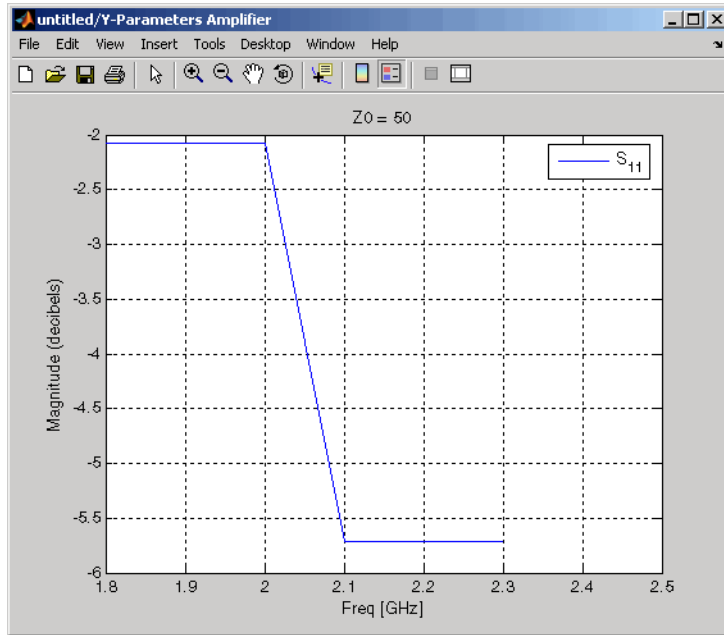 untitled/Y-Parameters Amplifier
File Edit View Insert Tools Desktop Window Help
Z0 = 50
S11
-2
-2.5
-3
-3.5
-4
-4.5
-5
-5.5
-6
Magnitude (decibels)
1.8 1.9 2 2.1 2.2 2.3 2.4 2.5
Freq [GHz]